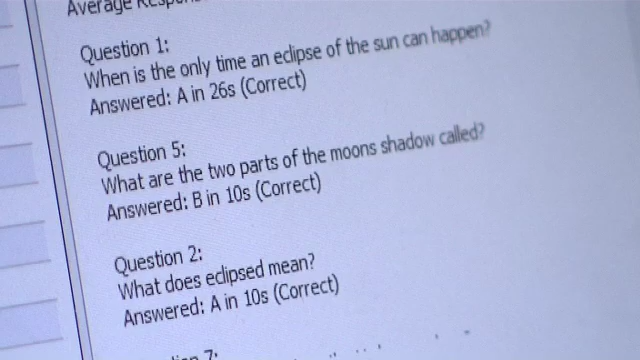 Average
Question 1:
When is the only time an eclipse of the sun can happen?
Answered: A in 26s (Correct)
Question 5:
What are the two parts of the moons shadow called?
Answered: B in 10s (Correct)
Question 2:
What does eclipsed mean?
Answered: A in 10s (Correct)
7: